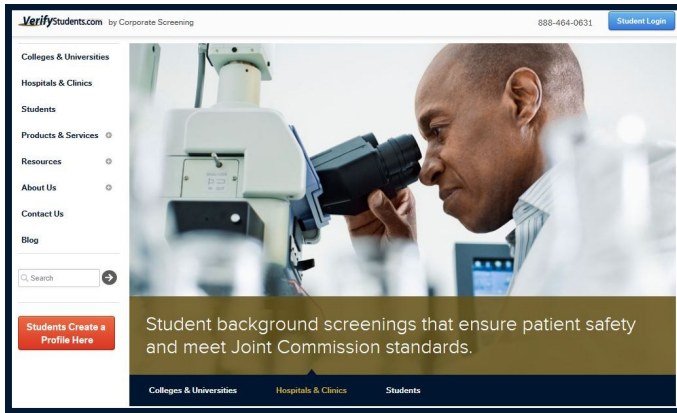 VerifyStudents.com by Corporate Screening
888-464-0631
Student Login
Colleges & Universities
Hospitals & Clinics
Students
Products & Services
Resources
About Us
Contact Us
Blog
Search
Students Create a
Profile Here
Student background screenings that ensure patient safety
and meet Joint Commission standards.
Colleges & Universities
Hospitals & Clinics
Students